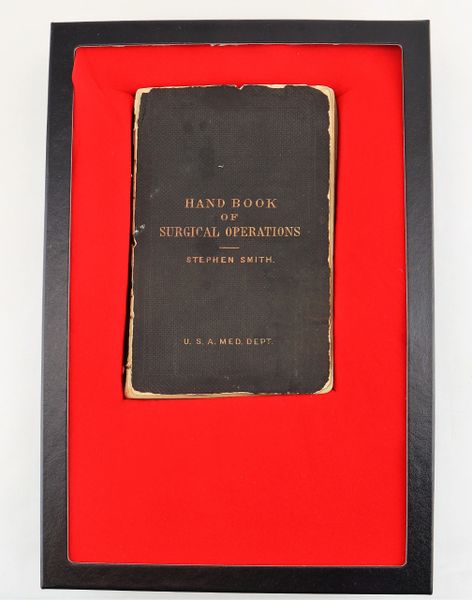 HAND BOOK
OF
SURGICAL OPERATIONS
STEPHEN SMITH.
U. S. A. MED. DEPT.